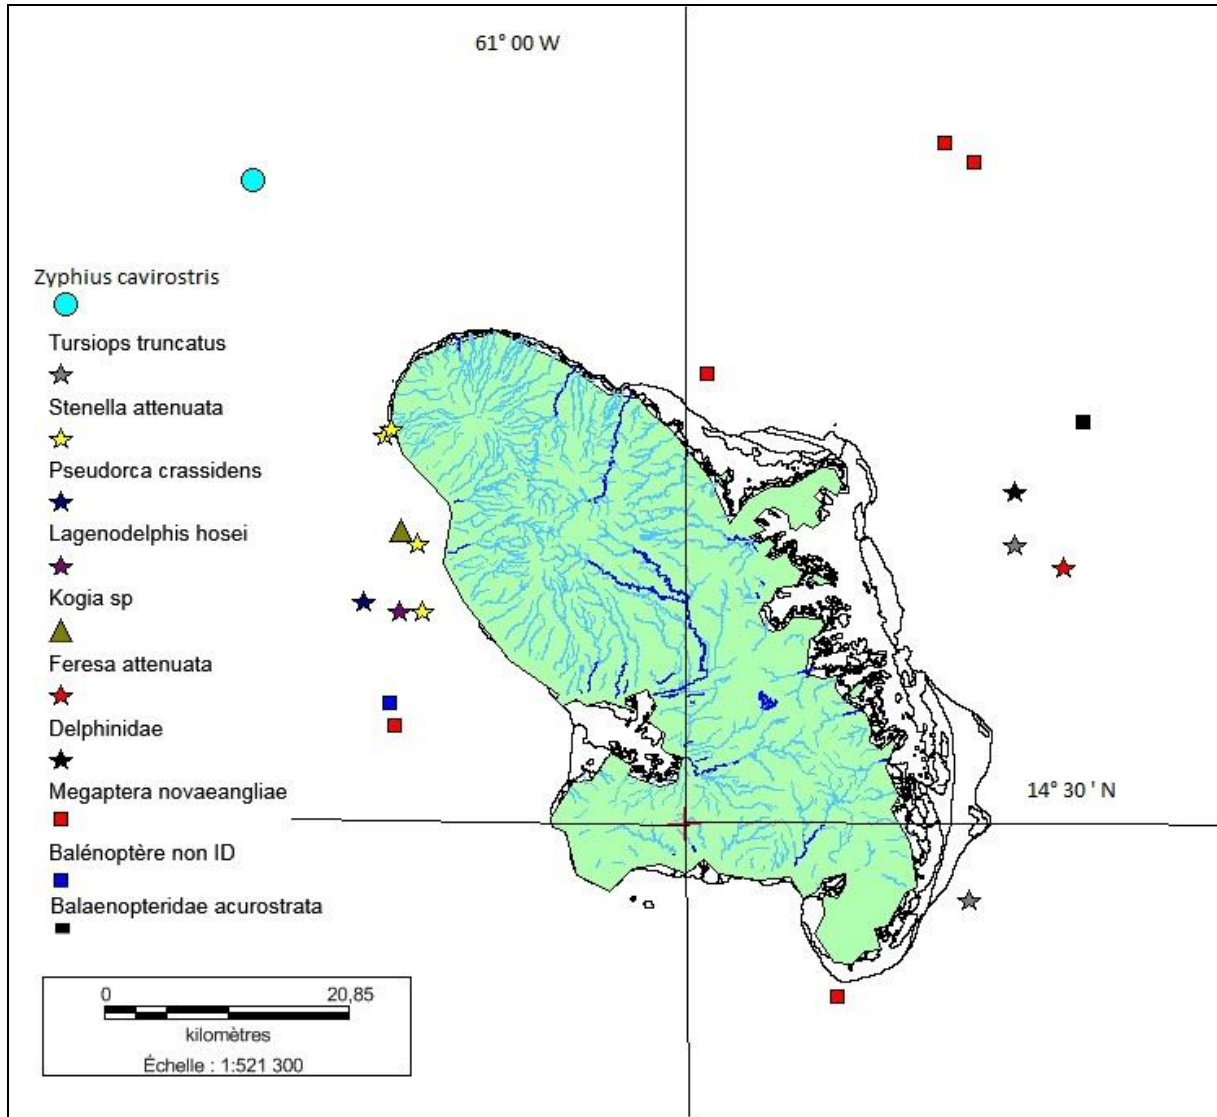 61° 00 W
Zyphius cavirostris
Tursiops truncatus
Stenella attenuata
Pseudorca crassidens
Lagenodelphis hosei
Kogia sp
Feresa attenuata
Delphinidae
Megaptera novaeangliae
Balénoptère non ID
Balaenopteridae acurostrata
14° 30 ' N
0 20,85
kilomètres
Échelle : 1:521 300